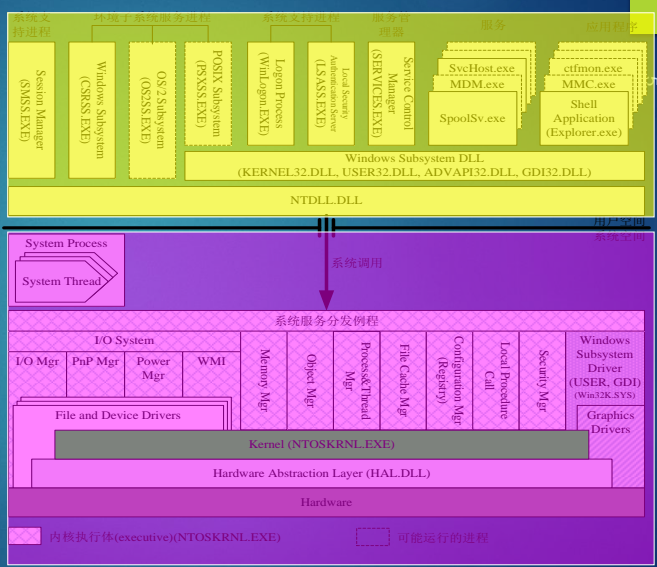 系统支
持进程
环境子系统服务进程
系统支持进程
服务管
理器
服务
应用程序
Session Manager
(SMSS.EXE)
Windows Subsystem
(CSRSS.EXE)
OS/2 Subsystem
(OS2SS.EXE)
POSIX Subsystem
(PSXSS.EXE)
Logon Process
(WinLogon.EXE)
Local Security
Authentication Server
(LSASS.EXE)
Service Control
Manager
(SERVICES.EXE)
SvcHost.exe
MDM.exe
SpoolSv.exe
ctfmon.exe
MMC.exe
Shell
Application
(Explorer.exe)
Windows Subsystem DLL
(KERNEL32.DLL, USER32.DLL, ADVAPI32.DLL, GDI32.DLL)
NTDLL.DLL
用户空间
系统空间
System Process
System Thread
系统调用
系统服务分发例程
I/O System
I/O Mgr
PnP Mgr
Power
Mgr
WMI
Memory Mgr
Object Mgr
Process&Thread
Mgr
File Cache Mgr
Configuration Mgr
(Registry)
Local Procedure
Call
Security Mgr
Windows
Subsystem
Driver
(USER, GDI)
(Win32K.SYS)
File and Device Drivers
Graphics
Drivers
Kernel (NTOSKRNL.EXE)
Hardware Abstraction Layer (HAL.DLL)
Hardware
内核执行体(executive)(NTOSKRNL.EXE)
可能运行的进程